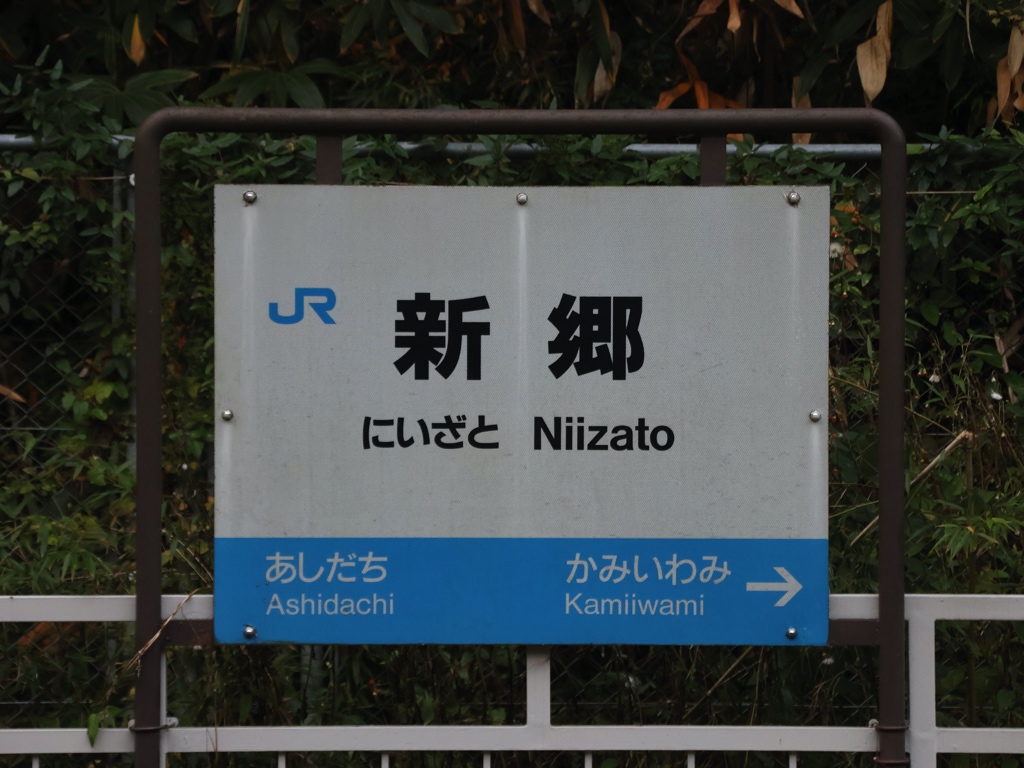 JR 新郷
にいざと Niizato
あしだち かみいわみ →
Ashidachi Kamiiwami